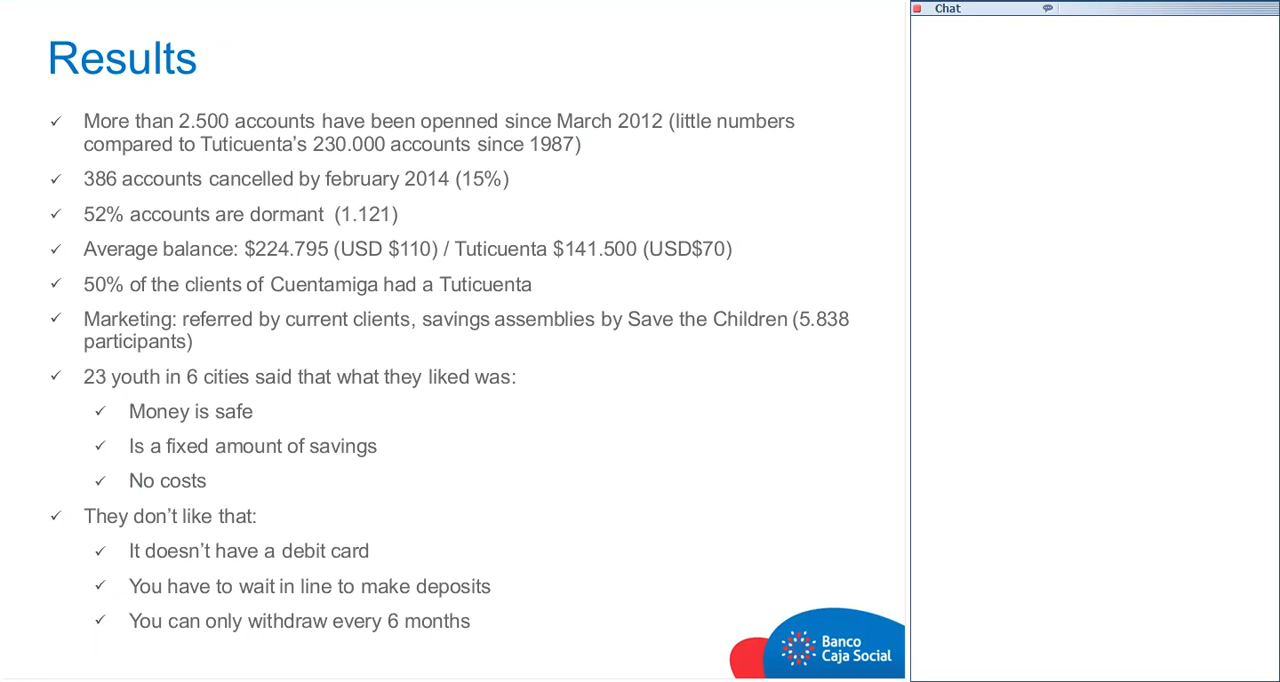 Chat
Results
More than 2.500 accounts have been openned since March 2012 (little numbers
compared to Tuticuenta's 230.000 accounts since 1987)
386 accounts cancelled by february 2014 (15%)
52% accounts are dormant (1.121)
Average balance: $224.795 (USD $110) / Tuticuenta $141.500 (USD$70)
50% of the clients of Cuentamiga had a Tuticuenta
Marketing: referred by current clients, savings assemblies by Save the Children (5.838
participants)
23 youth in 6 cities said that what they liked was:
Money is safe
Is a fixed amount of savings
No costs
They don't like that:
It doesn't have a debit card
You have to wait in line to make deposits
You can only withdraw every 6 months
Banco
Caja Social